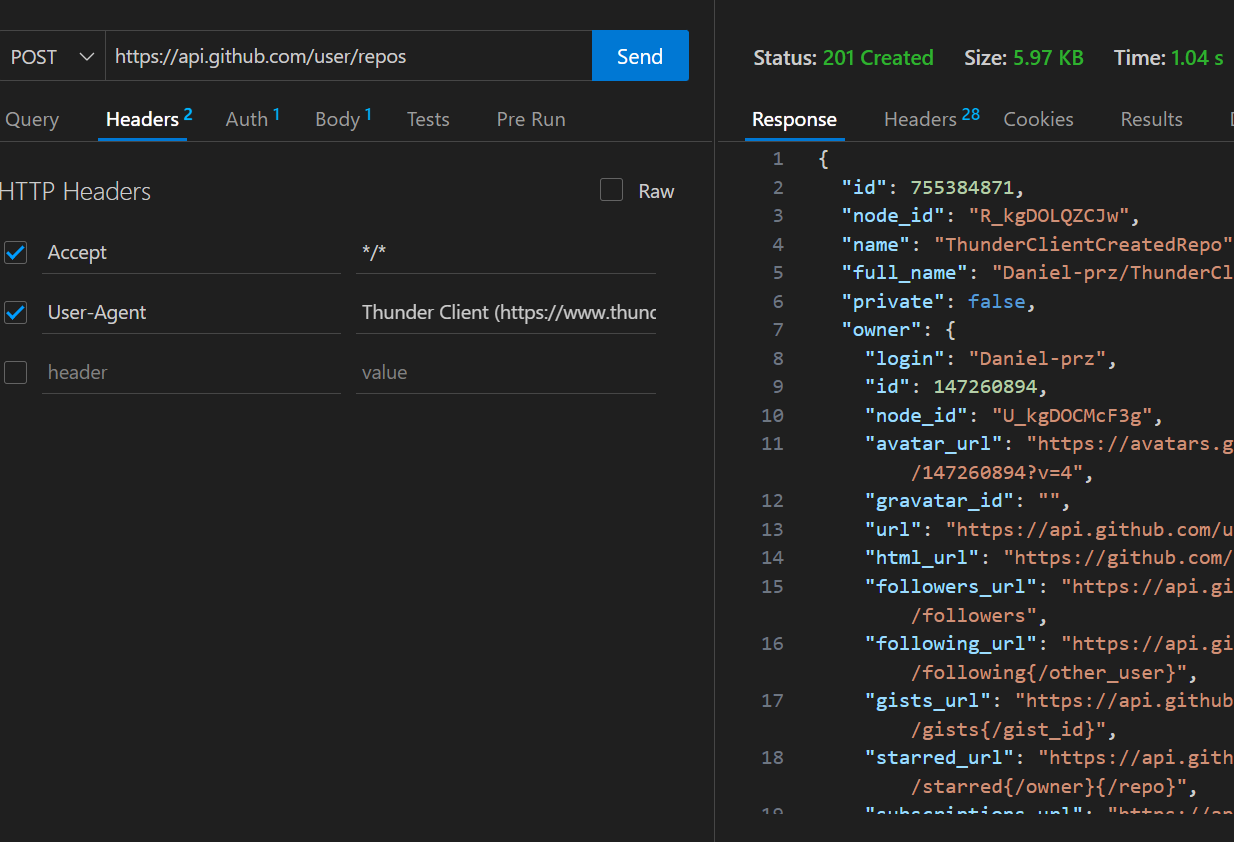 POST https://api.github.com/user/repos Send
Query Headers 2 Auth 1 Body 1 Tests Pre Run
HTTP Headers Raw
Accept */*
User-Agent Thunder Client (https://www.thunc
header value
Status: 201 Created Size: 5.97 KB Time: 1.04 s
Response Headers 28 Cookies Results
1 {
2 "id": 755384871,
3 "node_id": "R_kgDOLQZCJw",
4 "name": "ThunderClientCreatedRepo"
5 "full_name": "Daniel-prz/ThunderCl
6 "private": false,
7 "owner": {
8 "login": "Daniel-prz",
9 "id": 147260894,
10 "node_id": "U_kgDOCMcF3g",
11 "avatar_url": "https://avatars.g
/147260894?v=4",
12 "gravatar_id": "",
13 "url": "https://api.github.com/u
14 "html_url": "https://github.com/
15 "followers_url": "https://api.gi
/followers",
16 "following_url": "https://api.gi
/following{/other_user}",
17 "gists_url": "https://api.github
/gists{/gist_id}",
18 "starred_url": "https://api.gith
/starred{/owner}{/repo}",
19 "subscriptions_url": "https://ap